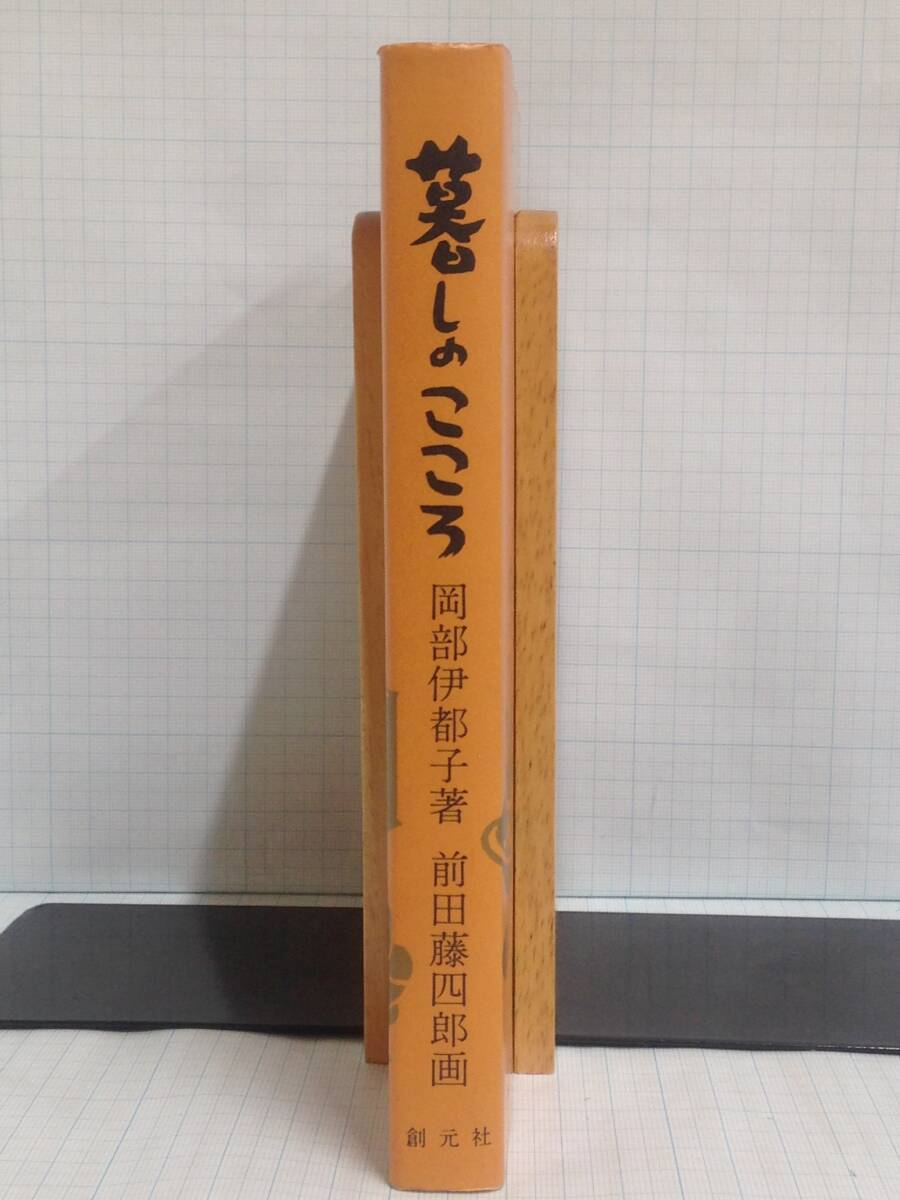 暮しのこころ
岡部伊都子著 前田藤四郎画
創元社